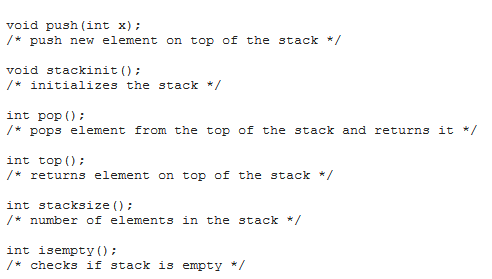 void push(int x);
/* push new element on top of the stack */
void stackinit();
/* initializes the stack */
int pop();
/* pops element from the top of the stack and returns it */
int top();
/* returns element on top of the stack */
int stacksize();
/* number of elements in the stack */
int isempty();
/* checks if stack is empty */